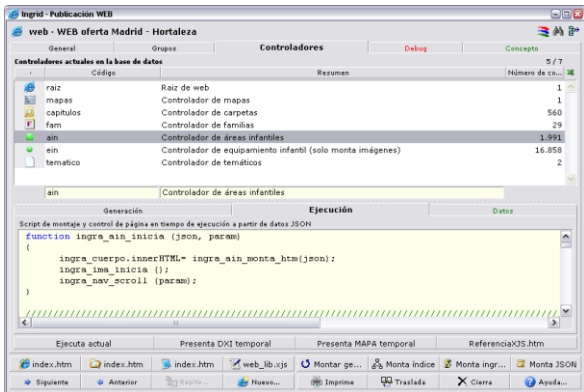 Ingrid - Publicación WEB
web · WEB oferta Madrid - Hortaleza
General Grupos Controladores Debug Concepto
Controladores actuales en la base de datos 5 / 7
Código Resumen Número de co...
raiz Raiz de web 1
mapas Controlador de mapas 1
capitulos Controlador de carpetas 560
F fam Controlador de familias 29
ain Controlador de áreas infantiles 1.991
ein Controlador de equipamiento infantil (solo monta imágenes) 16.858
tematico Controlador de temáticos 2
ain Controlador de áreas infantiles
Generación Ejecución Datos
Script de montaje y control de página en tiempo de ejecución a partir de datos JSON
function ingra_ain_inicia (json, param)
{
ingra_cuerpo.innerHTML= ingra_ain_monta_htm(json);
ingra_ima_inicia ();
ingra_nav_scroll (param);
}
Ejecuta actual Presenta DXI temporal Presenta MAPA temporal ReferenciaXJS.htm
index.htm index.htm index.htm web_lib.xjs Montar ge... Monta índice Monta ingr... Monta JSON
Siguiente Anterior Nuevo... Imprime Traslada Cierra Ayuda...